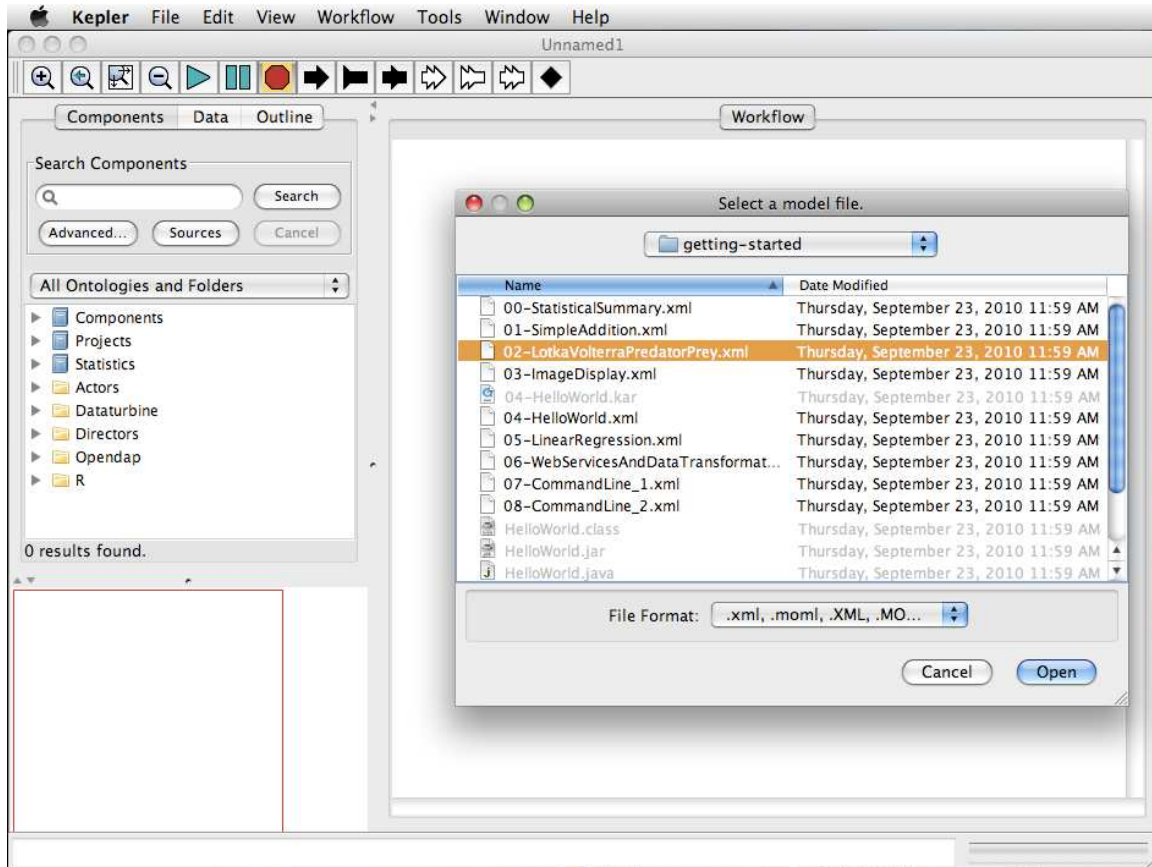 Kepler File Edit View Workflow Tools Window Help
Unnamed1
Components Data Outline
Workflow
Search Components
Search
Advanced... Sources Cancel
All Ontologies and Folders
Components
Projects
Statistics
Actors
Dataturbine
Directors
Opendap
R
0 results found.
Select a model file.
getting-started
Name Date Modified
00-StatisticalSummary.xml Thursday, September 23, 2010 11:59 AM
01-SimpleAddition.xml Thursday, September 23, 2010 11:59 AM
02-LotkaVolterraPredatorPrey.xml Thursday, September 23, 2010 11:59 AM
03-ImageDisplay.xml Thursday, September 23, 2010 11:59 AM
04-HelloWorld.kar Thursday, September 23, 2010 11:59 AM
04-HelloWorld.xml Thursday, September 23, 2010 11:59 AM
05-LinearRegression.xml Thursday, September 23, 2010 11:59 AM
06-WebServicesAndDataTransformat... Thursday, September 23, 2010 11:59 AM
07-CommandLine_1.xml Thursday, September 23, 2010 11:59 AM
08-CommandLine_2.xml Thursday, September 23, 2010 11:59 AM
HelloWorld.class Thursday, September 23, 2010 11:59 AM
HelloWorld.jar Thursday, September 23, 2010 11:59 AM
HelloWorld.java Thursday, September 23, 2010 11:59 AM
File Format: .xml, .moml, .XML, .MO...
Cancel Open